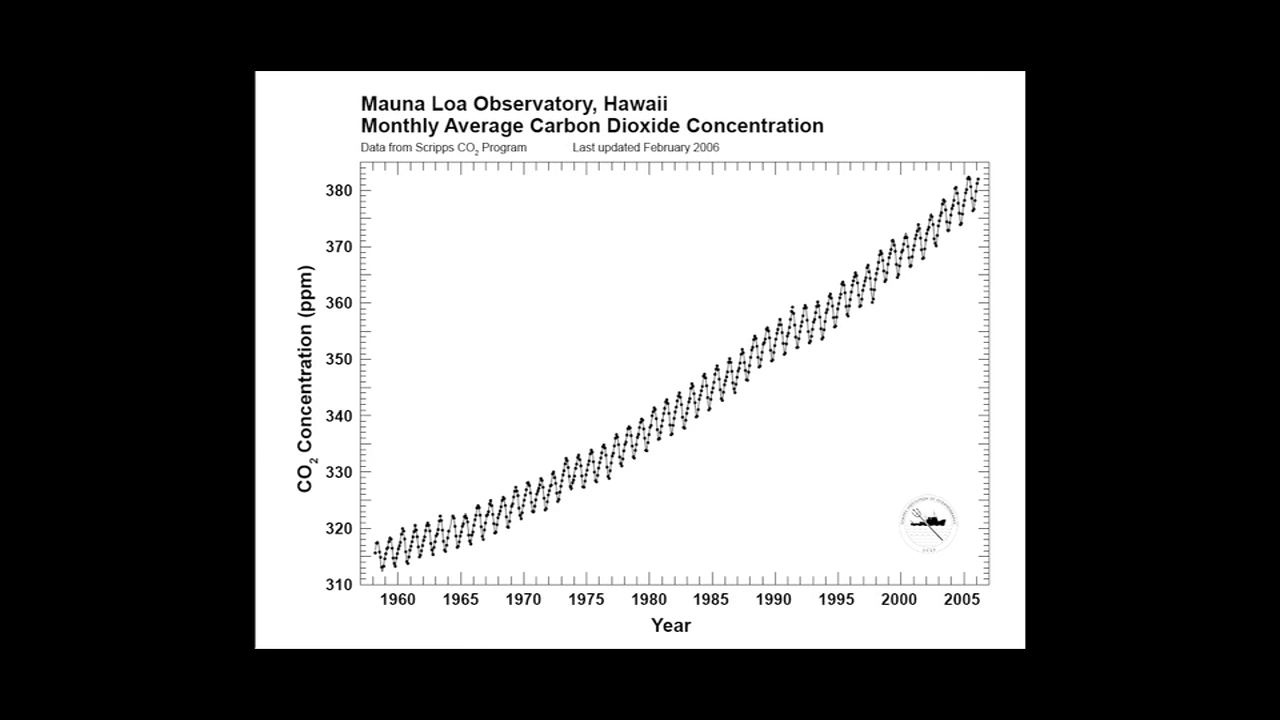 Mauna Loa Observatory, Hawaii
Monthly Average Carbon Dioxide Concentration
Data from Scripps CO₂ Program Last updated February 2006
CO₂ Concentration (ppm)
380
370
360
350
340
330
320
310
1960 1965 1970 1975 1980 1985 1990 1995 2000 2005
Year